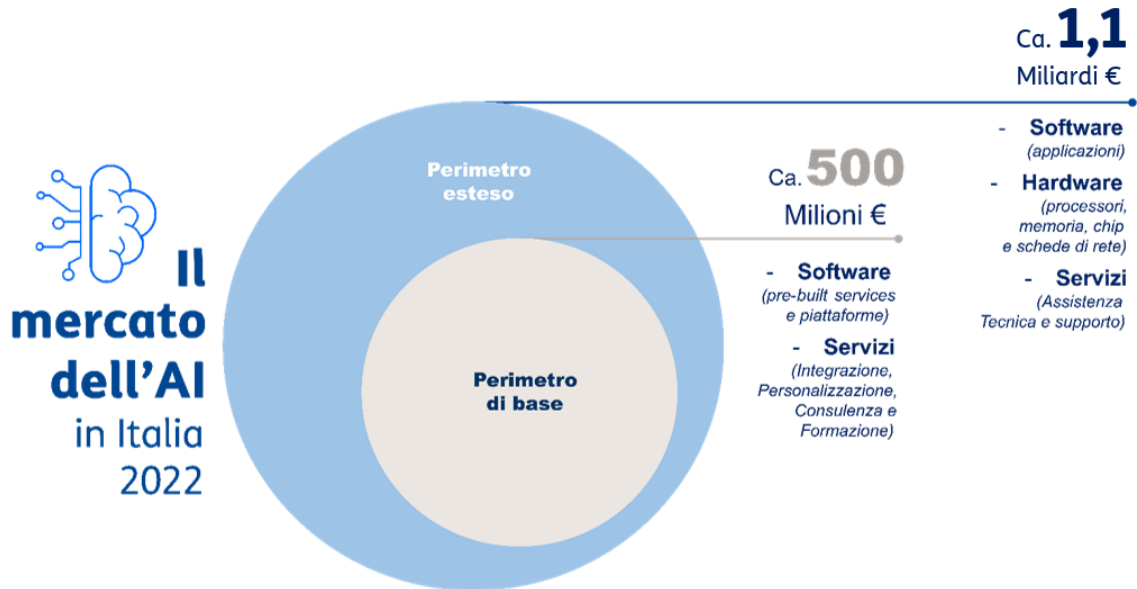 Il
mercato
dell'AI
in Italia
2022
Perimetro
esteso
Perimetro
di base
Ca. 500
Milioni €
- Software
(pre-built services
e piattaforme)
- Servizi
(Integrazione,
Personalizzazione,
Consulenza e
Formazione)
Ca. 1,1
Miliardi €
- Software
(applicazioni)
- Hardware
(processori,
memoria, chip
e schede di rete)
- Servizi
(Assistenza
Tecnica e supporto)